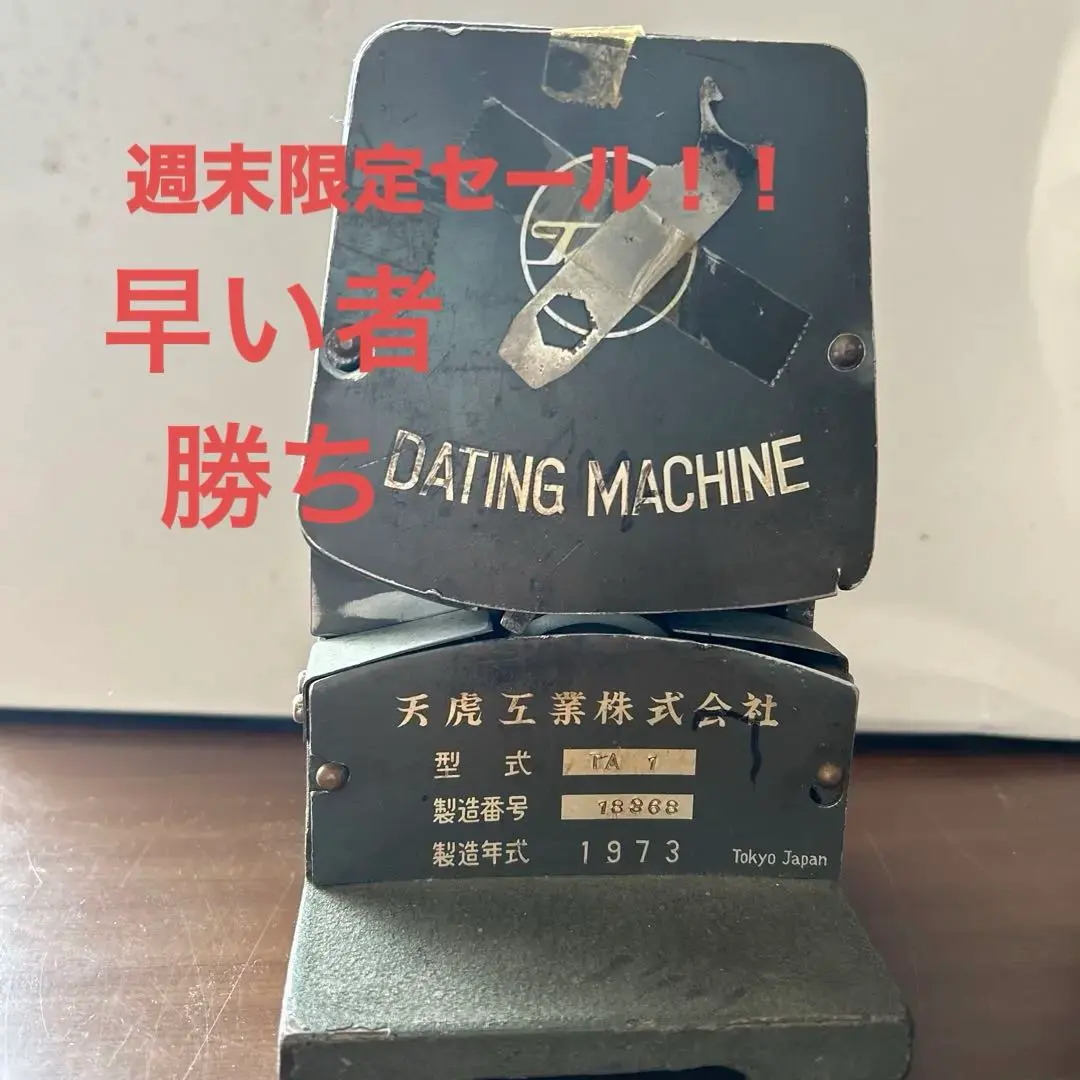 週末限定セール！！
早い者
勝ち
DATING MACHINE
天虎工業株式会社
型 式 TA 1
製造番号 18868
製造年式 1973
Tokyo Japan